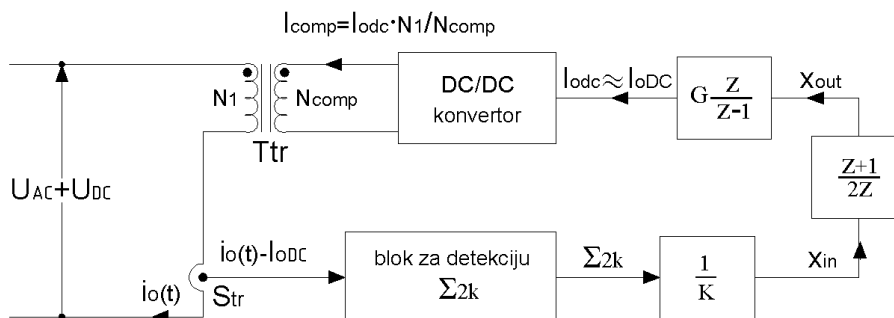 Icomp=Iodc·N1/Ncomp
N1
Ncomp
Ttr
DC/DC
konvertor
Iodc≈IoDC
G Z/Z-1
Xout
Z+1/2Z
UAC+UDC
io(t)
Str
io(t)-IoDC
blok za detekciju
Σ2k
Σ2k
1/K
Xin